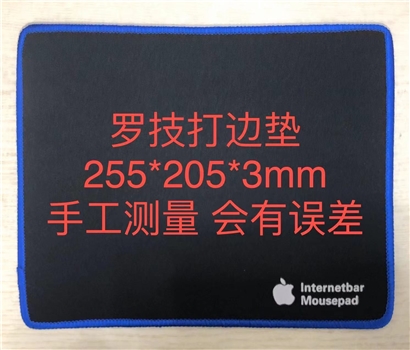 罗技打边垫
255*205*3mm
手工测量 会有误差
Internetbar
Mousepad